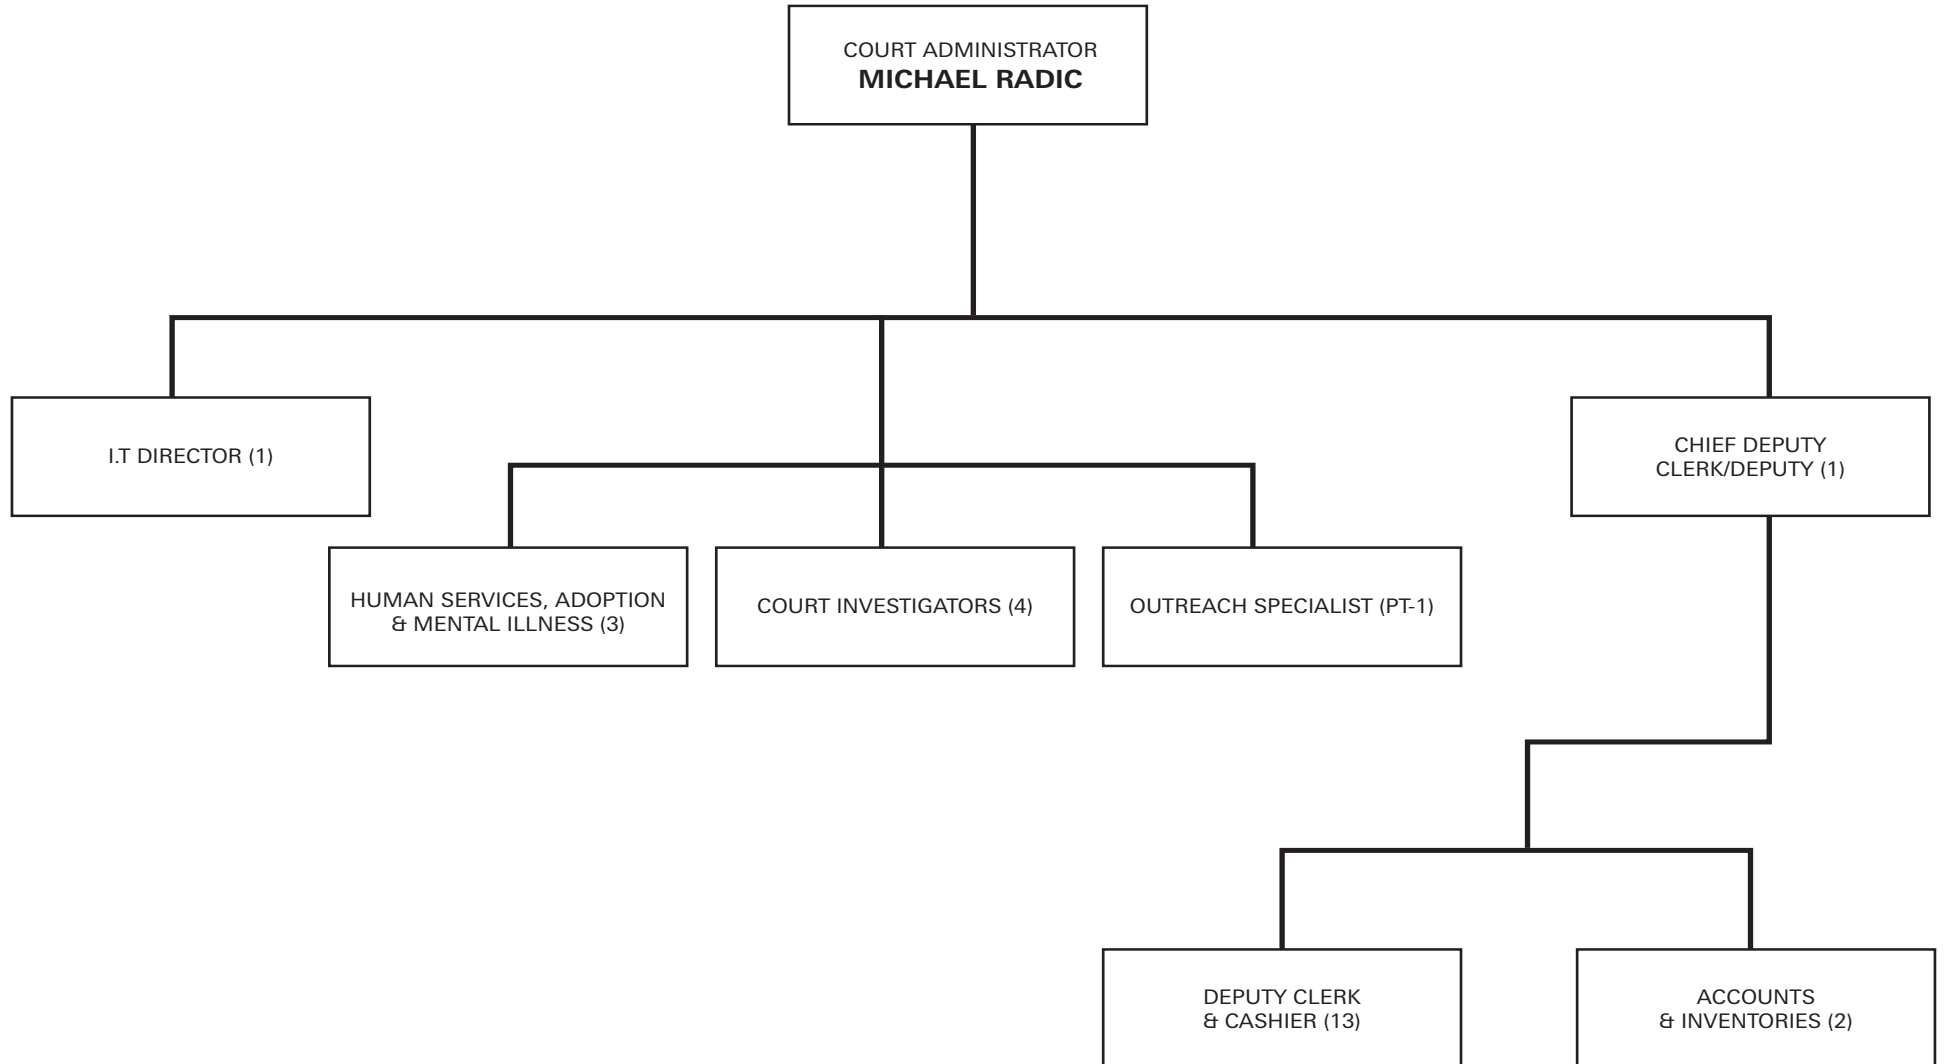 COURT ADMINISTRATOR
MICHAEL RADIC
I.T DIRECTOR (1)
CHIEF DEPUTY
CLERK/DEPUTY (1)
HUMAN SERVICES, ADOPTION
& MENTAL ILLNESS (3)
COURT INVESTIGATORS (4)
OUTREACH SPECIALIST (PT-1)
DEPUTY CLERK
& CASHIER (13)
ACCOUNTS
& INVENTORIES (2)